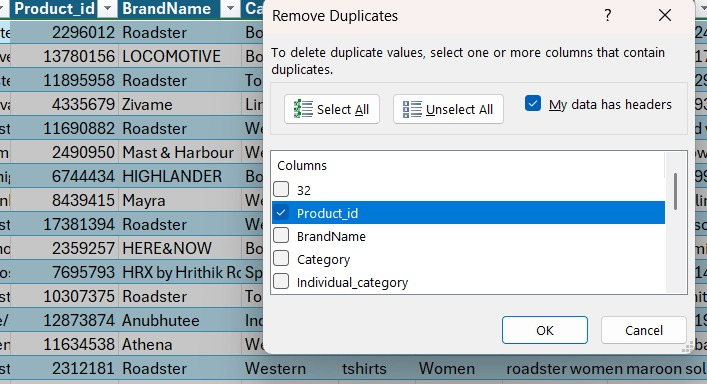 Product_id BrandName Ca
Remove Duplicates ?
To delete duplicate values, select one or more columns that contain
duplicates.
Select All Unselect All My data has headers
Columns
32
Product_id
BrandName
Category
Individual_category
OK Cancel
2296012 Roadster Bo
13780156 LOCOMOTIVE Bo
11895958 Roadster To
4335679 Zivame Lin
11690882 Roadster We
2490950 Mast & Harbour We
6744434 HIGHLANDER Bo
8439415 Mayra We
17381394 Roadster We
2359257 HERE&NOW Bo
7695793 HRX by Hrithik Ro Sp
10307375 Roadster To
12873874 Anubhutee Ind
11634538 Athena We
2312181 Roadster Western tshirts Women roadster women maroon sol